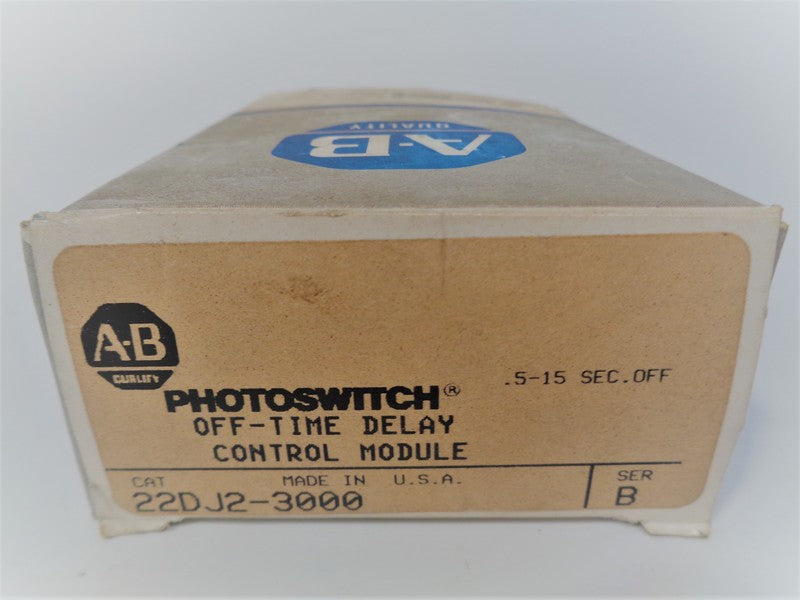 A-B
QUALITY
A-B
QUALITY
PHOTOSWITCH®
.5-15 SEC.OFF
OFF-TIME DELAY
CONTROL MODULE
CAT
MADE IN U.S.A.
SER
22DJ2-3000
B